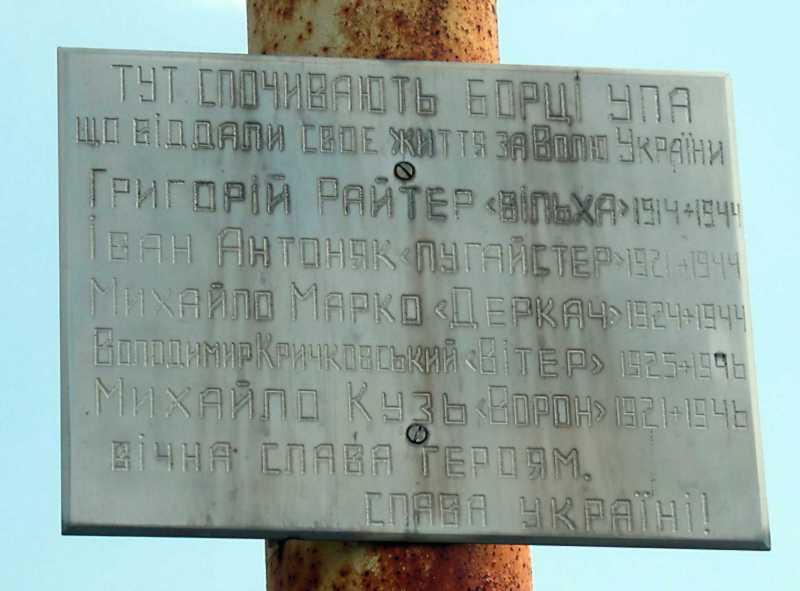 ТУТ СПОЧИВАЮТЬ БОРЦІ УПА
ЩО ВІДДАЛИ СВОЄ ЖИТТЯ ЗА ВОЛЮ УКРАЇНИ
ГРИГОРІЙ РАЙТЕР <ВІЛЬХА> 1914÷1944
ІВАН АНТОНЯК <ПУГАЙСТЕР> 1921÷1944
МИХАЙЛО МАРКО <ДЕРКАЧ> 1924÷1944
ВОЛОДИМИР КРИЧКОВСЬКИЙ <ВІТЕР> 1925÷1946
МИХАЙЛО КУЗЬ <ВОРОН> 1921÷1946
ВІЧНА СЛАВА ГЕРОЯМ.
СЛАВА УКРАЇНІ!